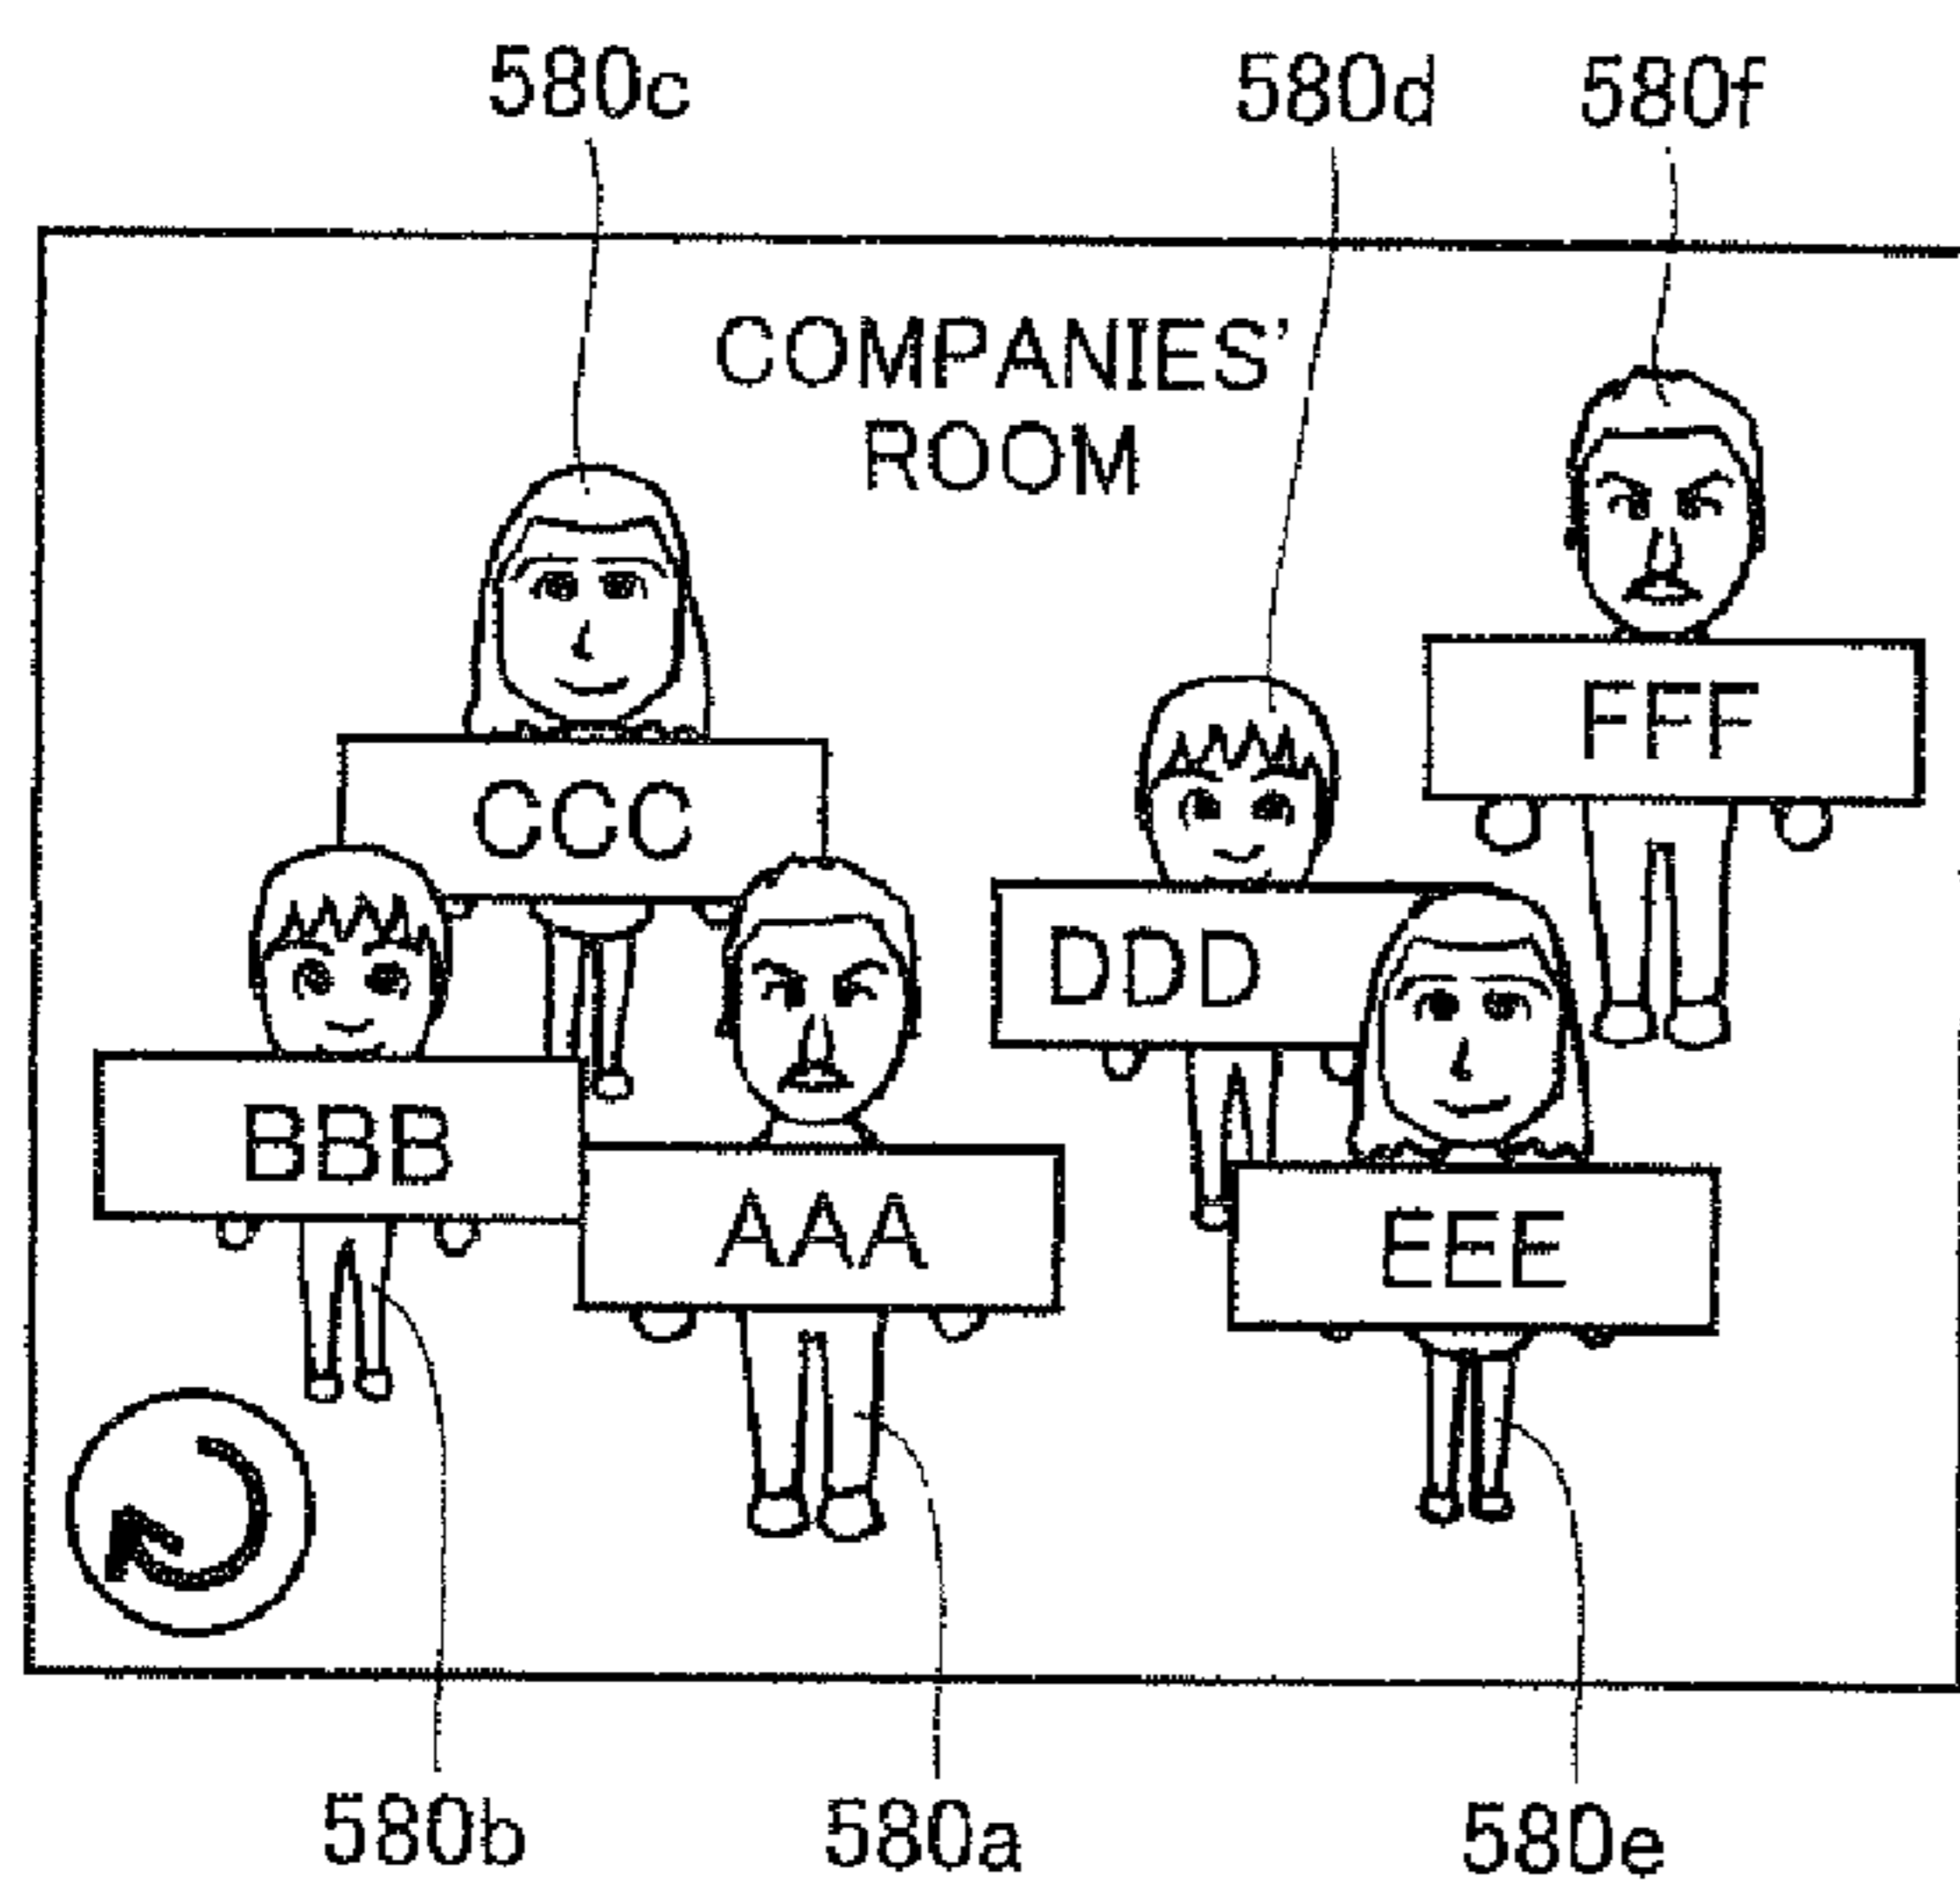 580c 580d 580f
COMPANIES'
ROOM
FFF
CCC
DDD
BBB
AAA
EEE
580b 580a 580e